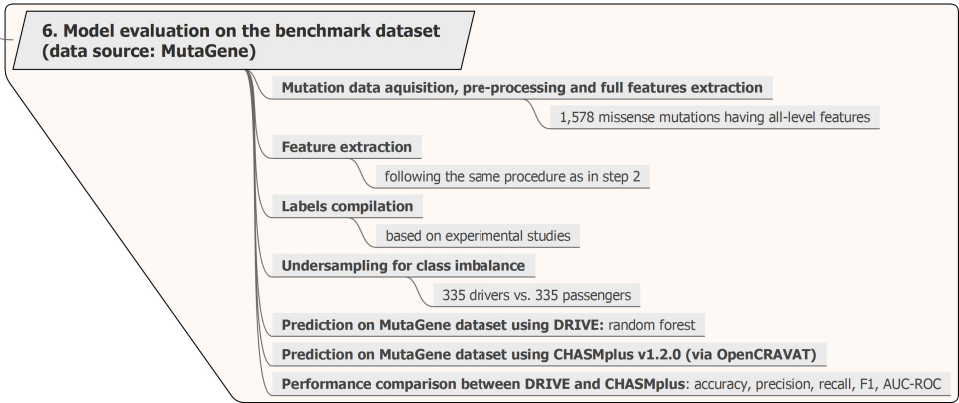 6. Model evaluation on the benchmark dataset
(data source: MutaGene)
Mutation data aquisition, pre-processing and full features extraction
1,578 missense mutations having all-level features
Feature extraction
following the same procedure as in step 2
Labels compilation
based on experimental studies
Undersampling for class imbalance
335 drivers vs. 335 passengers
Prediction on MutaGene dataset using DRIVE: random forest
Prediction on MutaGene dataset using CHASMplus v1.2.0 (via OpenCRAVAT)
Performance comparison between DRIVE and CHASMplus: accuracy, precision, recall, F1, AUC-ROC